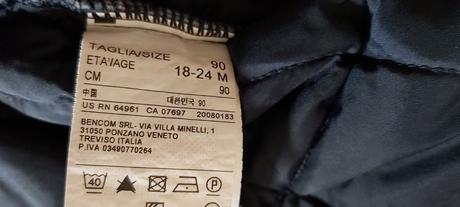 TAGLIA/SIZE 90
ETA'/AGE 18-24 M
CM 90
中国
대한민국 90
US RN 64961 CA 07697 20080183
BENCOM SRL- VIA VILLA MINELLI, 1
31050 PONZANO VENETO
TREVISO ITALIA
P.IVA 03490770264
40 P